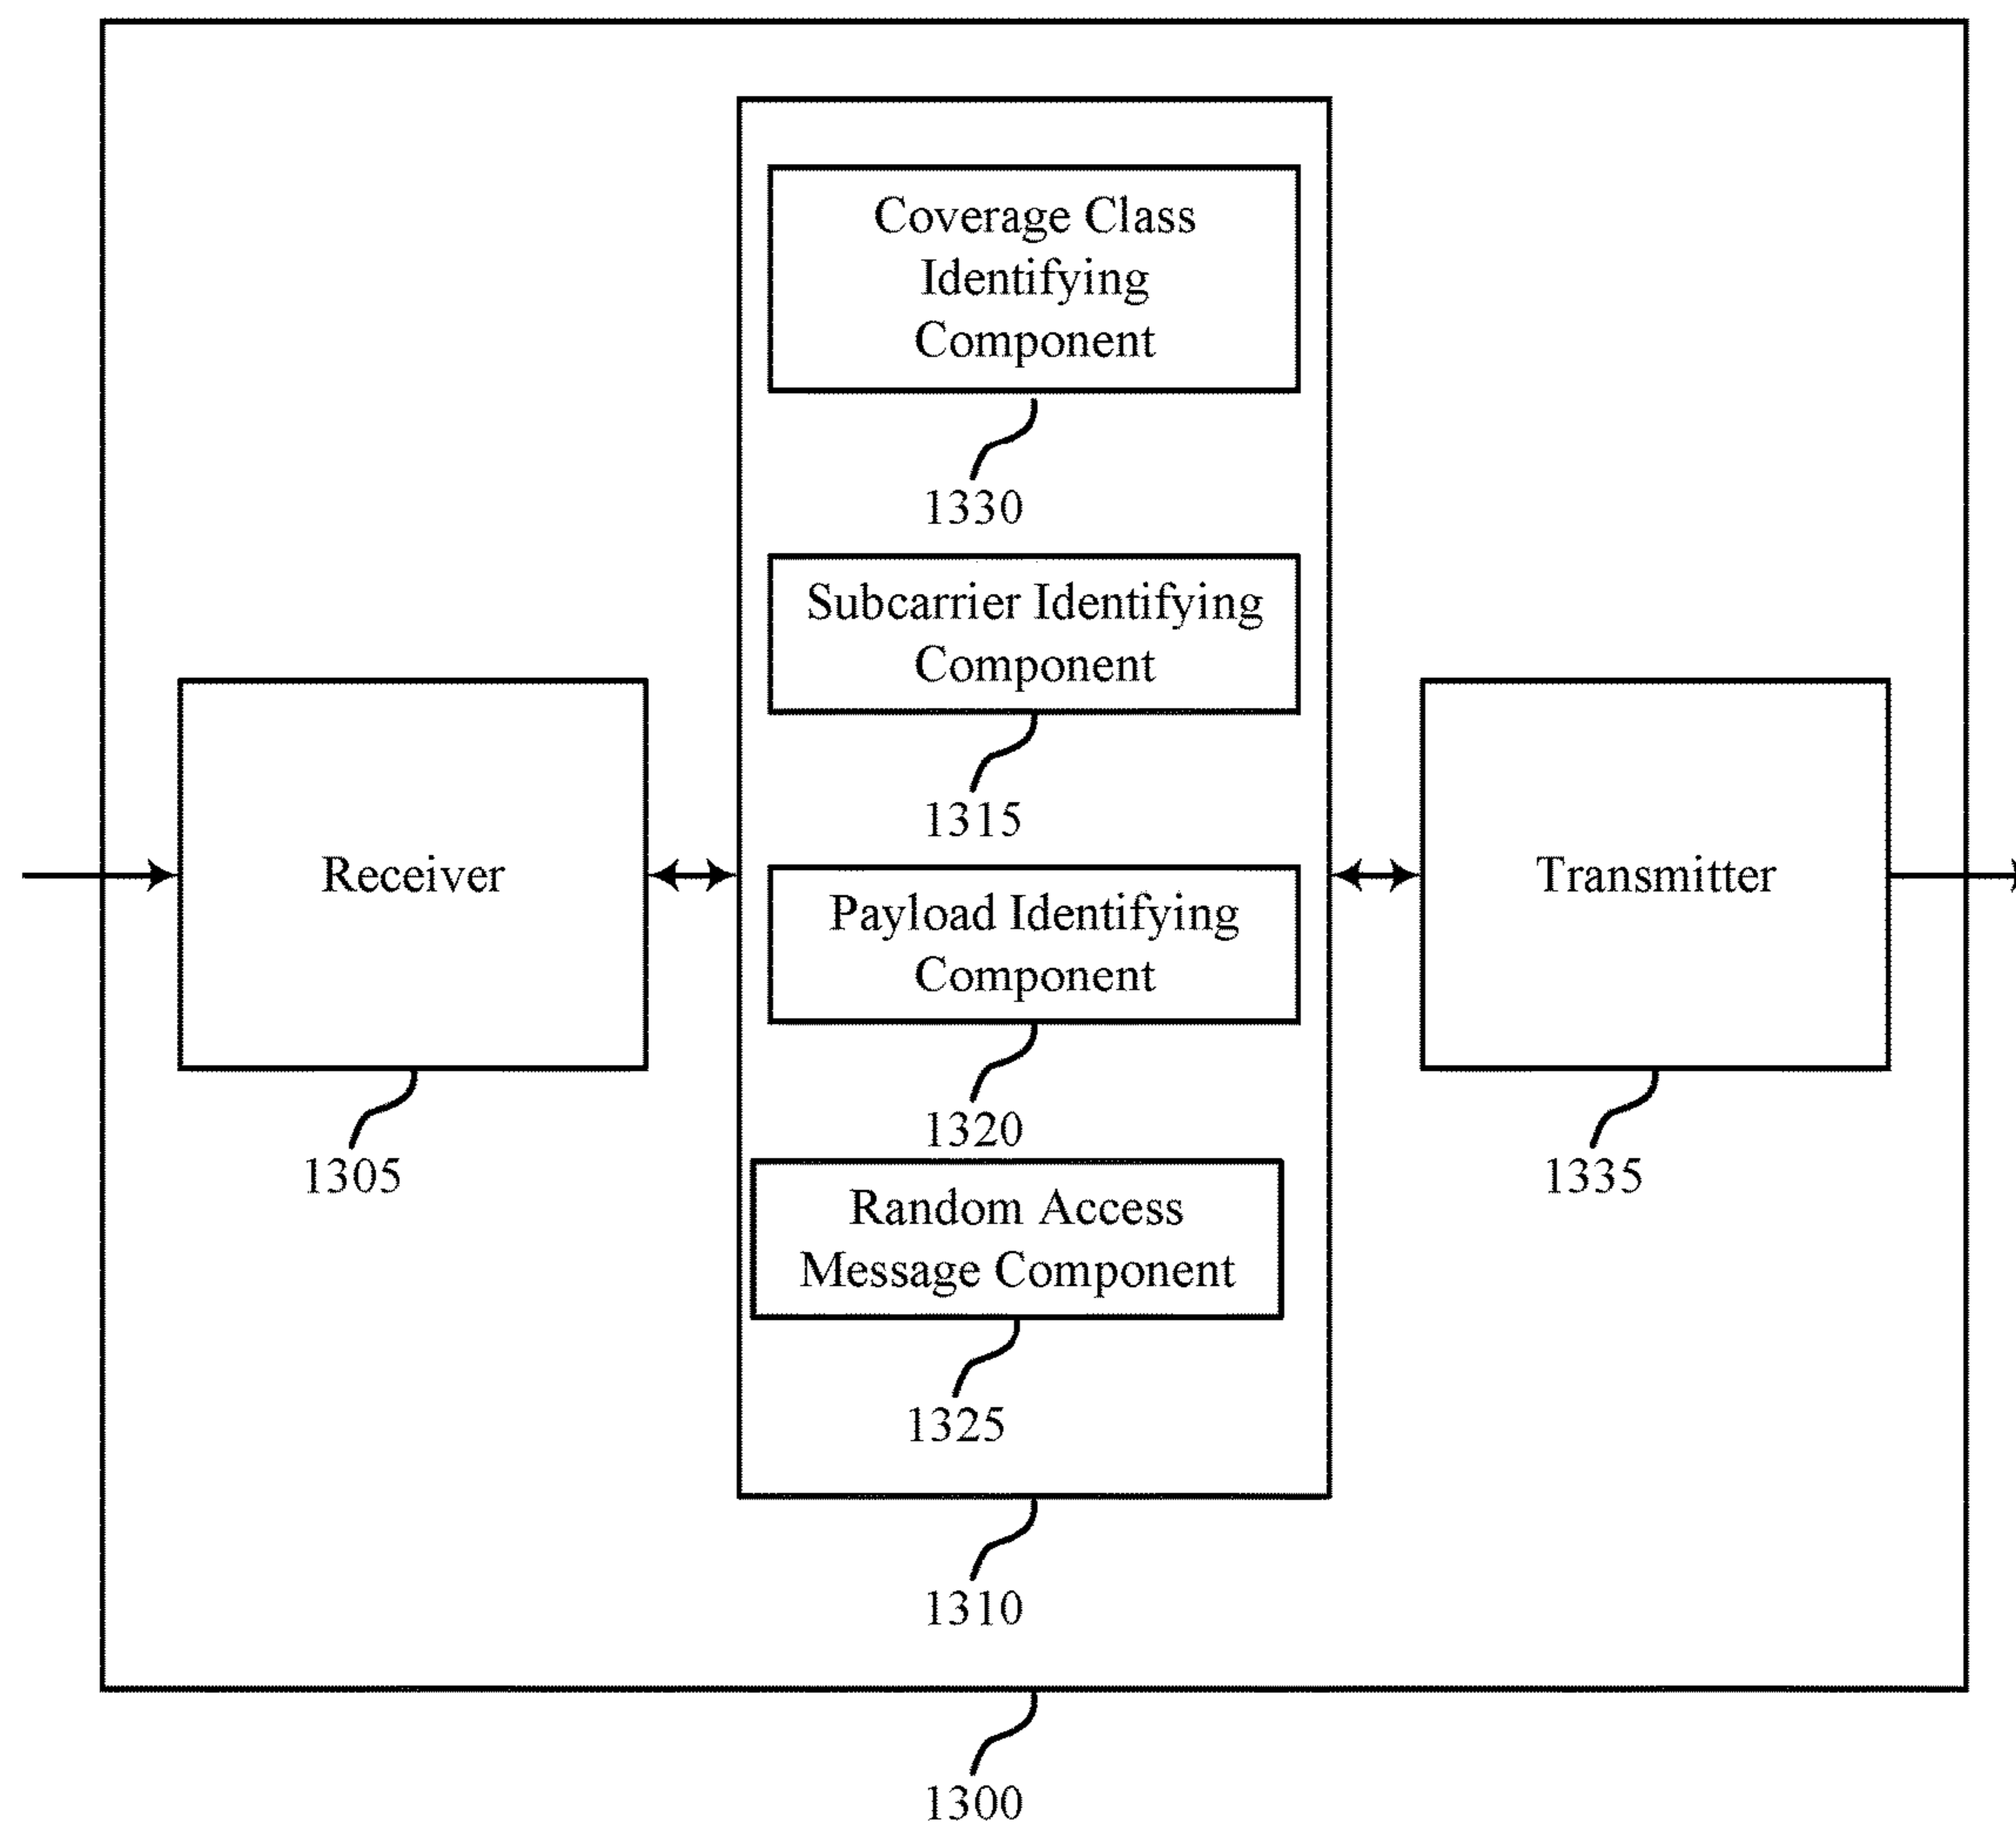 Coverage Class
Identifying
Component
1330
Subcarrier Identifying
Component
1315
Receiver
1305
Payload Identifying
Component
1320
Transmitter
1335
Random Access
Message Component
1325
1310
1300